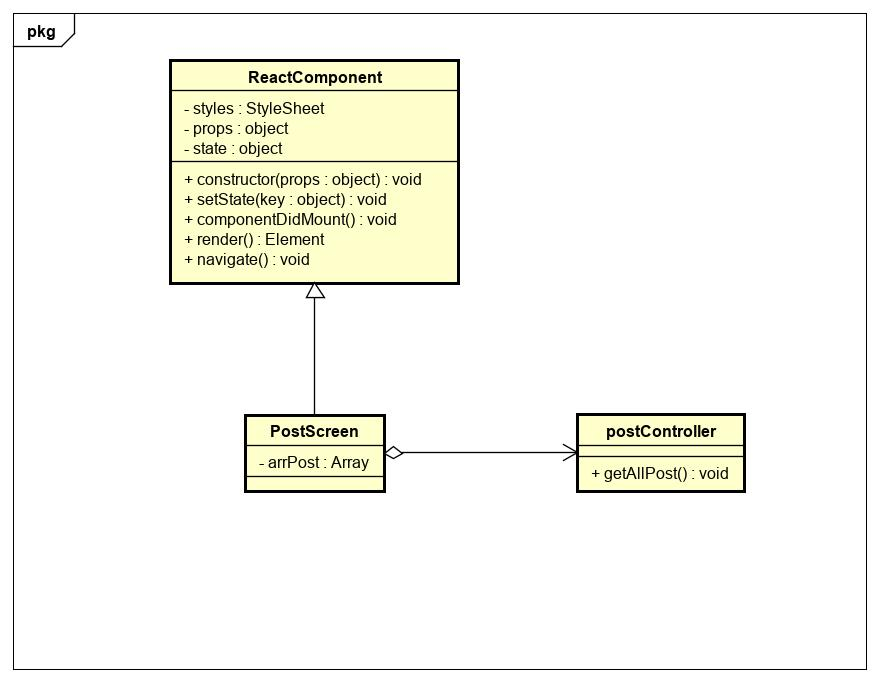 pkg
ReactComponent
- styles : StyleSheet
- props : object
- state : object
+ constructor(props : object) : void
+ setState(key : object) : void
+ componentDidMount() : void
+ render() : Element
+ navigate() : void
PostScreen
- arrPost : Array
postController
+ getAllPost() : void